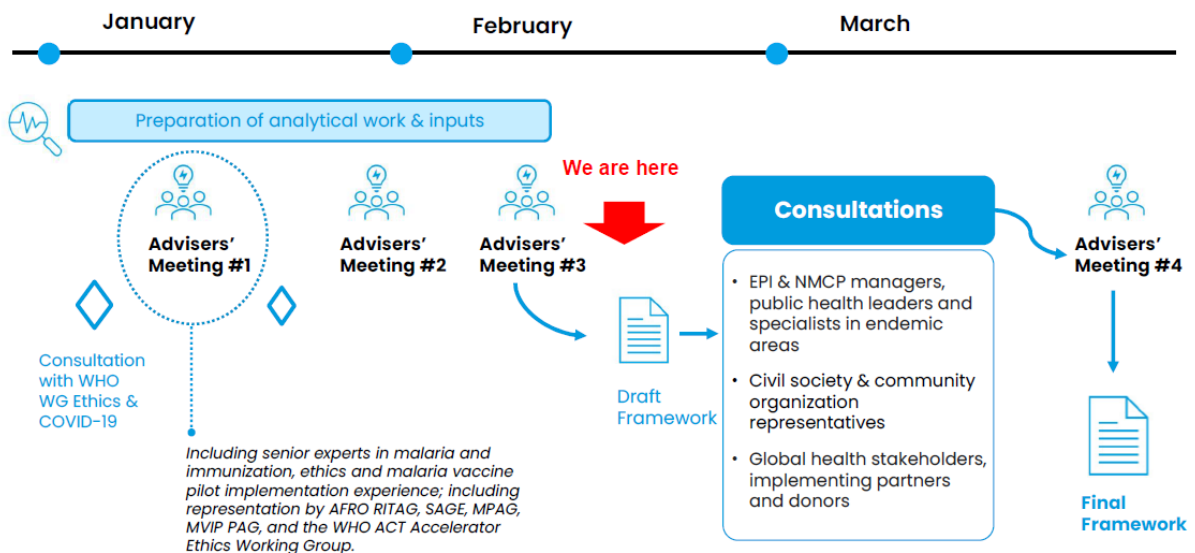 January
February
March
Preparation of analytical work & inputs
We are here
Advisers'
Meeting #1
Advisers'
Meeting #2
Advisers'
Meeting #3
Consultations
Advisers'
Meeting #4
Consultation
with WHO
WG Ethics &
COVID-19
Draft
Framework
• EPI & NMCP managers,
public health leaders and
specialists in endemic
areas
• Civil society & community
organization
representatives
• Global health stakeholders,
implementing partners
and donors
Including senior experts in malaria and
immunization, ethics and malaria vaccine
pilot implementation experience; including
representation by AFRO RITAG, SAGE, MPAG,
MVIP PAG, and the WHO ACT Accelerator
Ethics Working Group.
Final
Framework